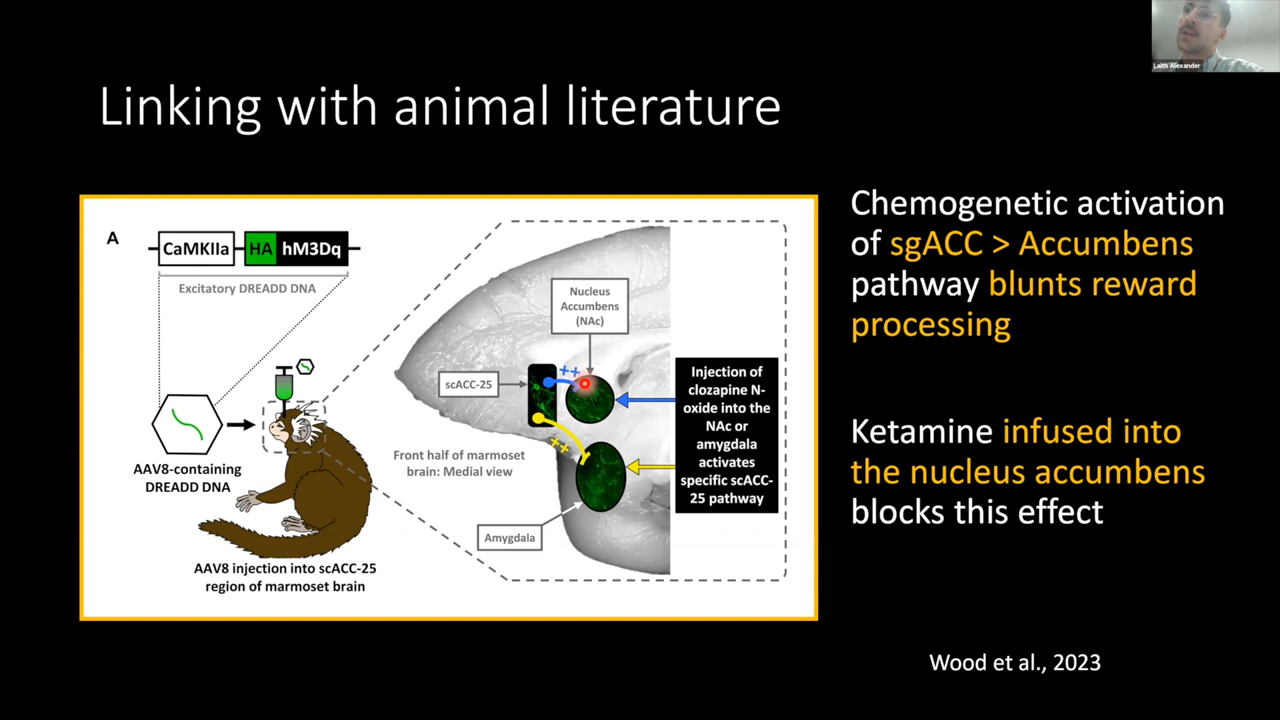 Laith Alexander
Linking with animal literature
A
CaMKIIa
HA
hM3Dq
Excitatory DREADD DNA
AAV8-containing
DREADD DNA
AAV8 injection into scACC-25
region of marmoset brain
Nucleus
Accumbens
(NAc)
scACC-25
++
++
Front half of marmoset
brain: Medial view
Amygdala
Injection of
clozapine N-
oxide into the
NAc or
amygdala
activates
specific scACC-
25 pathway
Chemogenetic activation
of sgACC > Accumbens
pathway blunts reward
processing
Ketamine infused into
the nucleus accumbens
blocks this effect
Wood et al., 2023